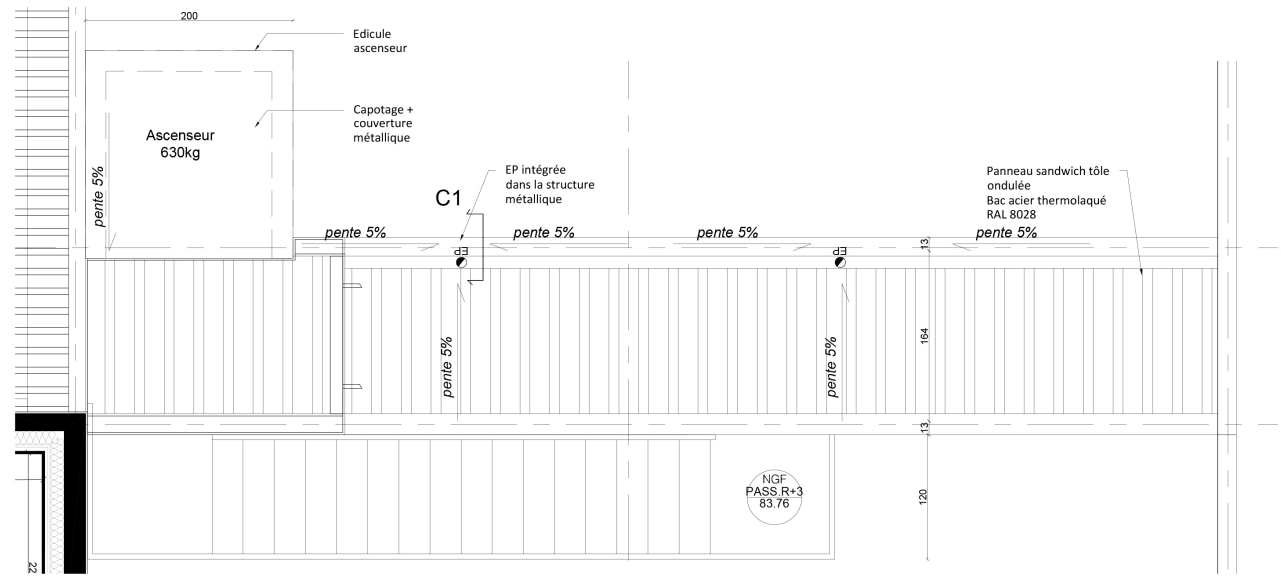 200
Edicule
ascenseur
Capotage +
couverture
métallique
Ascenseur
630kg
pente 5%
EP intégrée
dans la structure
métallique
C1
Panneau sandwich tôle
ondulée
Bac acier thermolaqué
RAL 8028
pente 5%
pente 5%
pente 5%
pente 5%
13
EP
EP
164
pente 5%
pente 5%
13
NGF
PASS.R+3
83.76
120
22